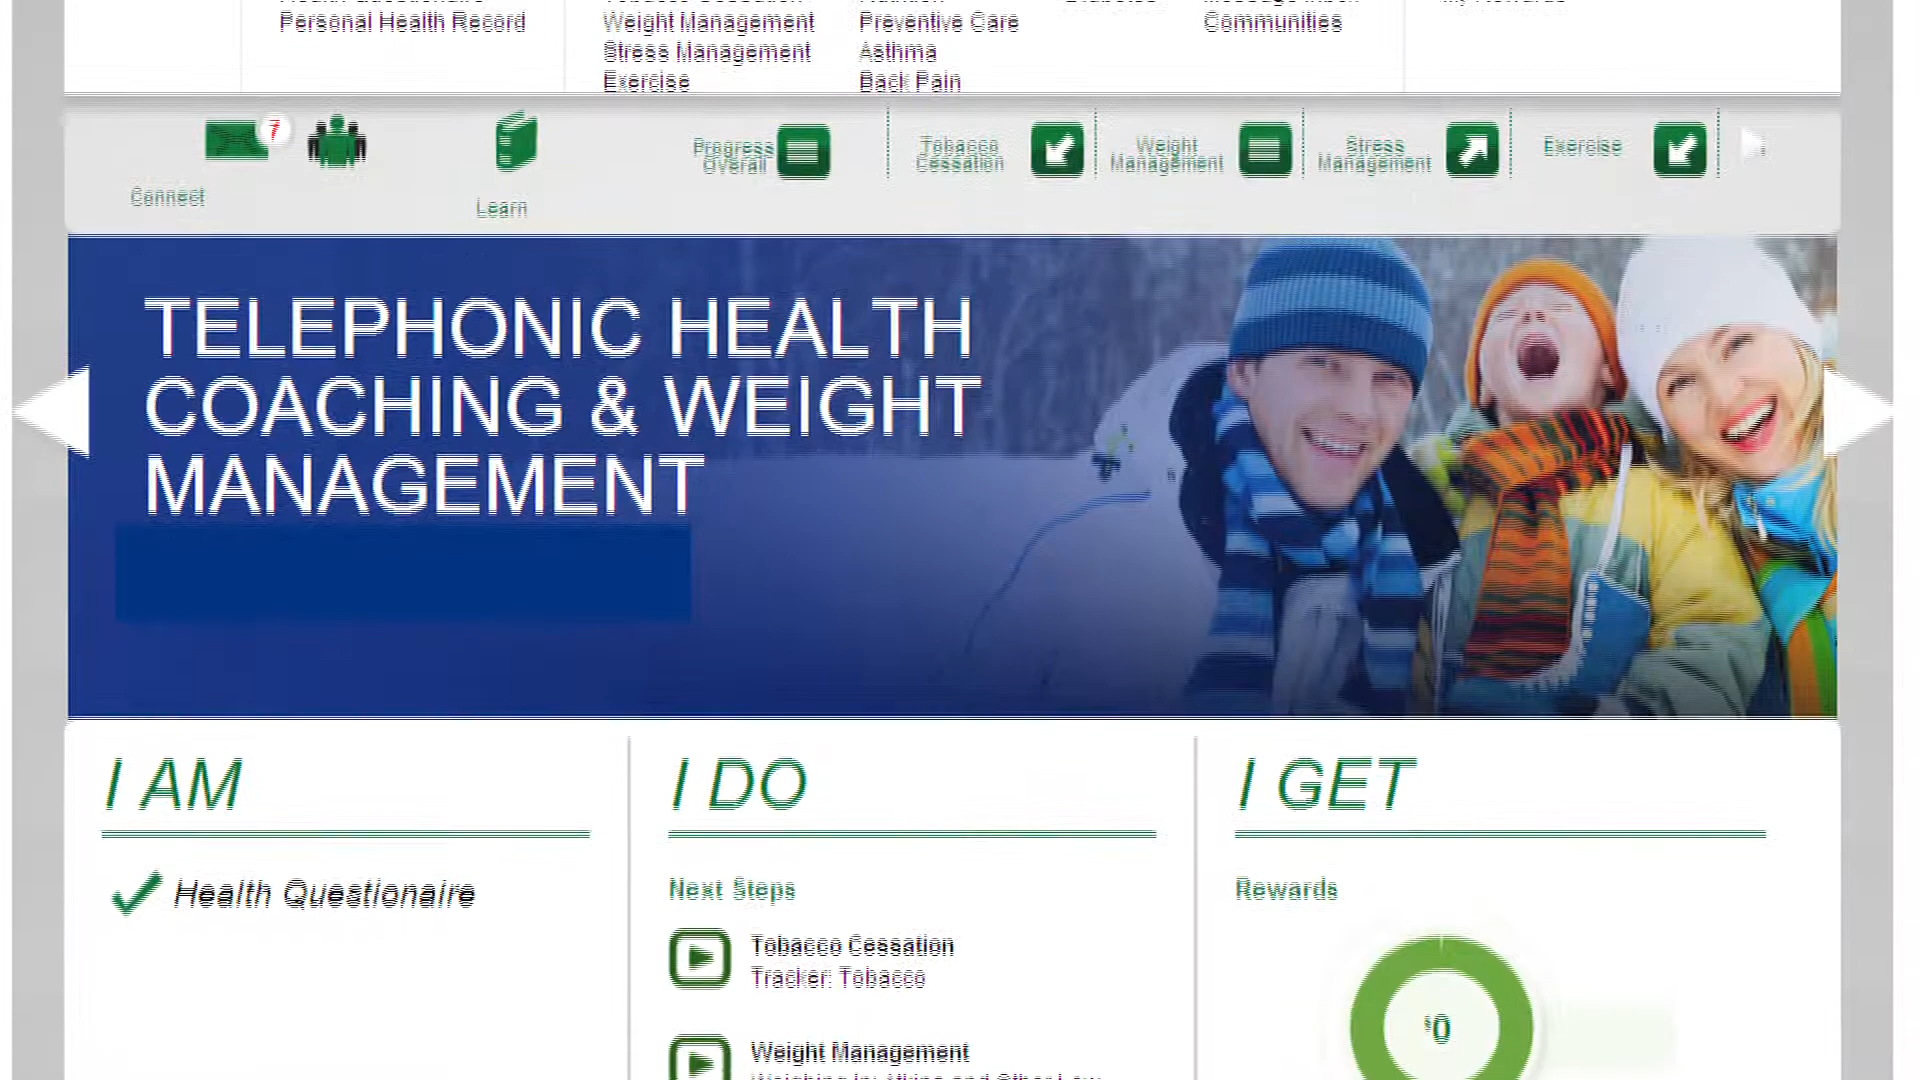 Personal Health Record
Weight Management
Stress Management
Exercise
Preventive Care
Asthma
Back Pain
Communities
7
Connect
Learn
Progress
Overall
Tobacco
Cessation
Weight
Management
Stress
Management
Exercise
TELEPHONIC HEALTH
COACHING & WEIGHT
MANAGEMENT
I AM
Health Questionaire
I DO
Next Steps
Tobacco Cessation
Tracker: Tobacco
Weight Management
I GET
Rewards
$0